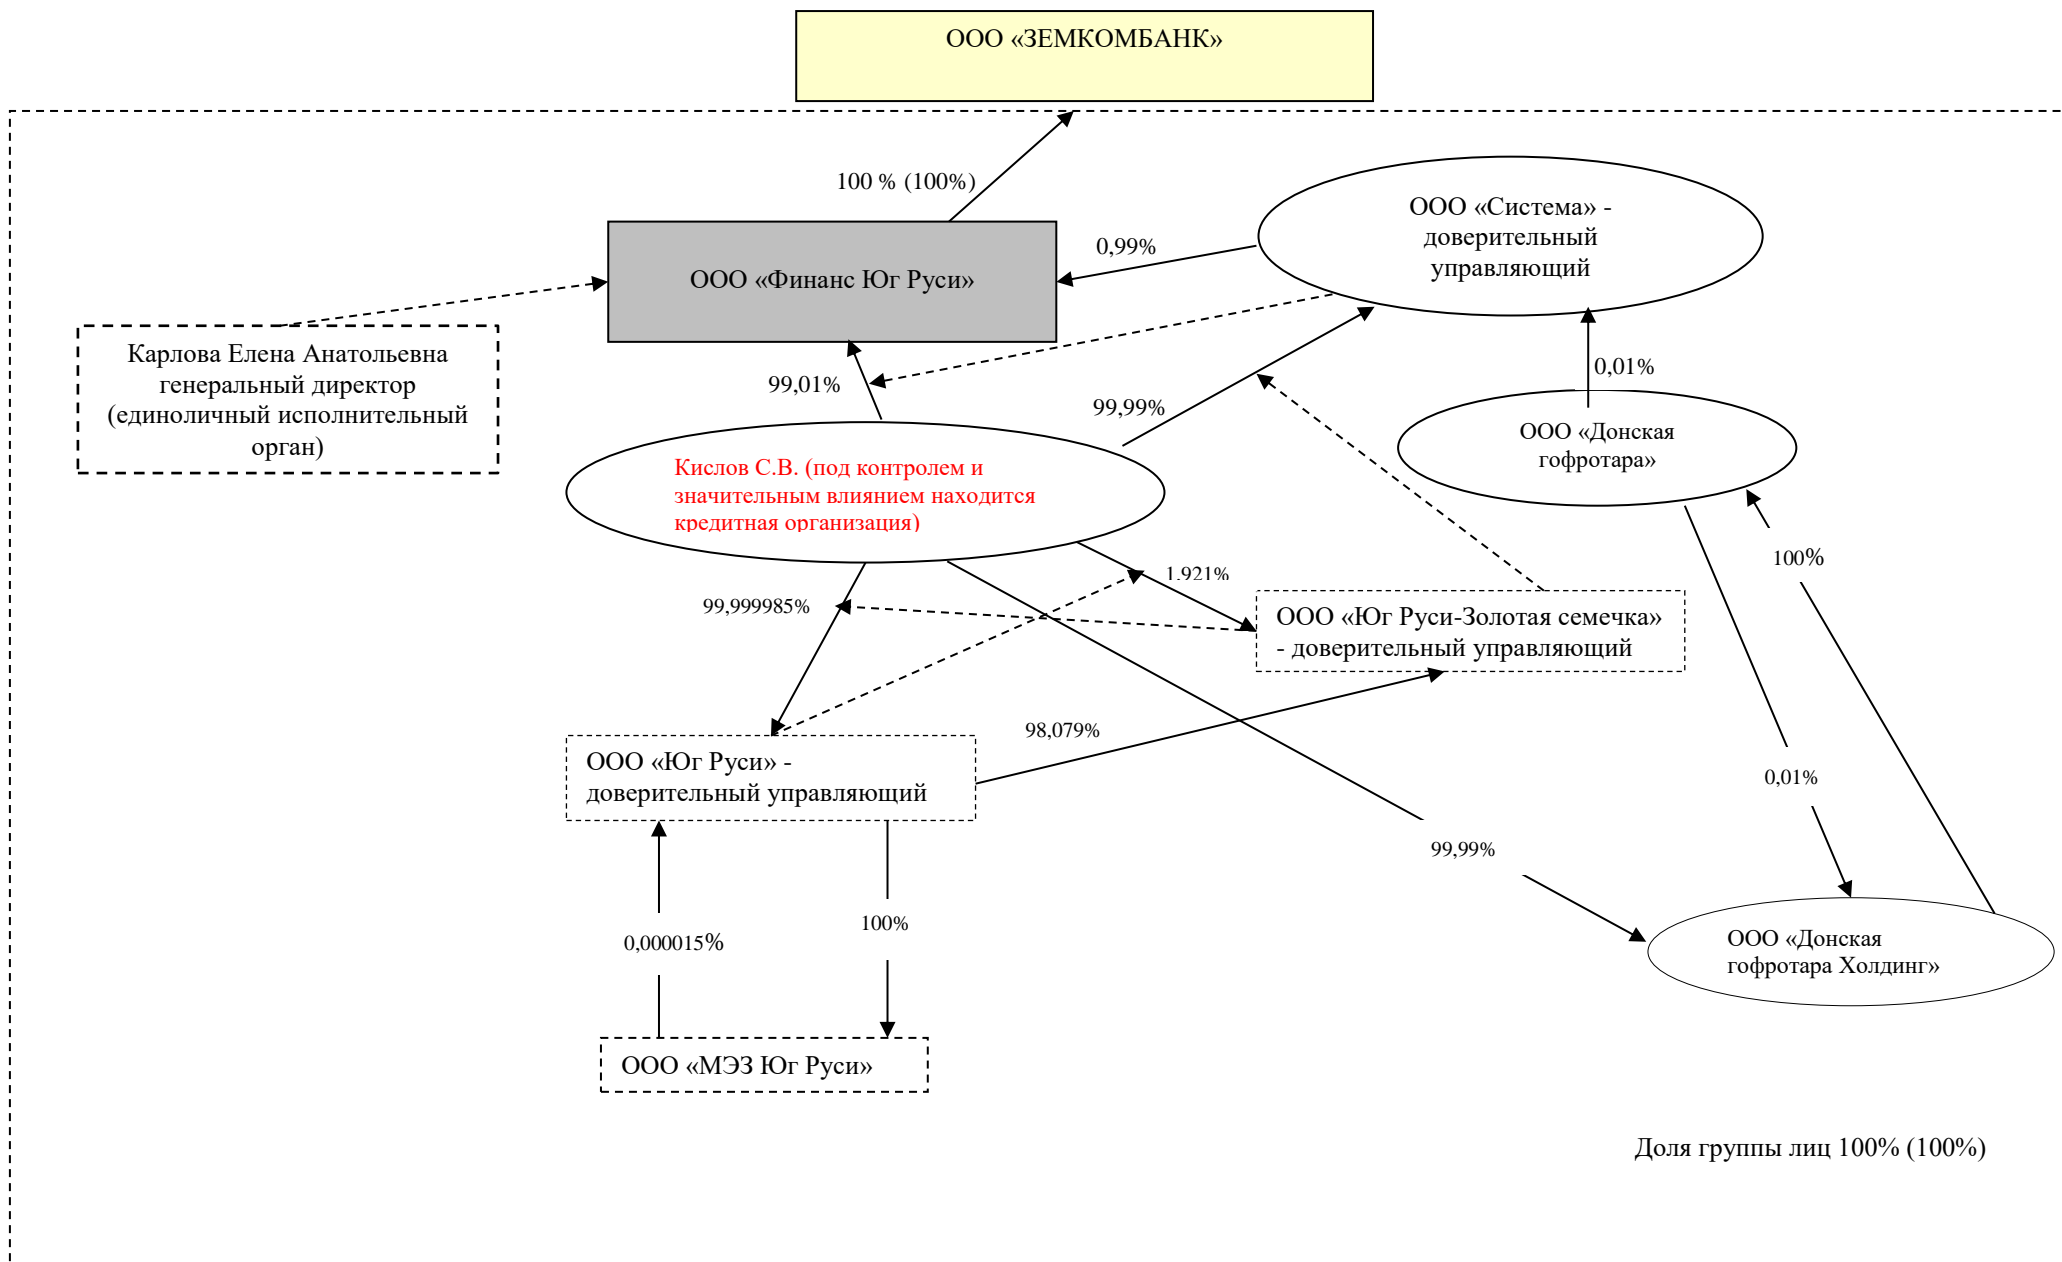 ООО «ЗЕМКОМБАНК»
100 % (100%)
ООО «Система» -
доверительный
управляющий
0,99%
ООО «Финанс Юг Руси»
Карлова Елена Анатольевна
генеральный директор
(единоличный исполнительный
орган)
99,01%
99,99%
0,01%
ООО «Донская
гофротара»
Кислов С.В. (под контролем и
значительным влиянием находится
кредитная организация)
100%
1,921%
99,999985%
ООО «Юг Руси-Золотая семечка»
- доверительный управляющий
98,079%
ООО «Юг Руси» -
доверительный управляющий
0,01%
99,99%
100%
0,000015%
ООО «Донская
гофротара Холдинг»
ООО «МЭЗ Юг Руси»
Доля группы лиц 100% (100%)